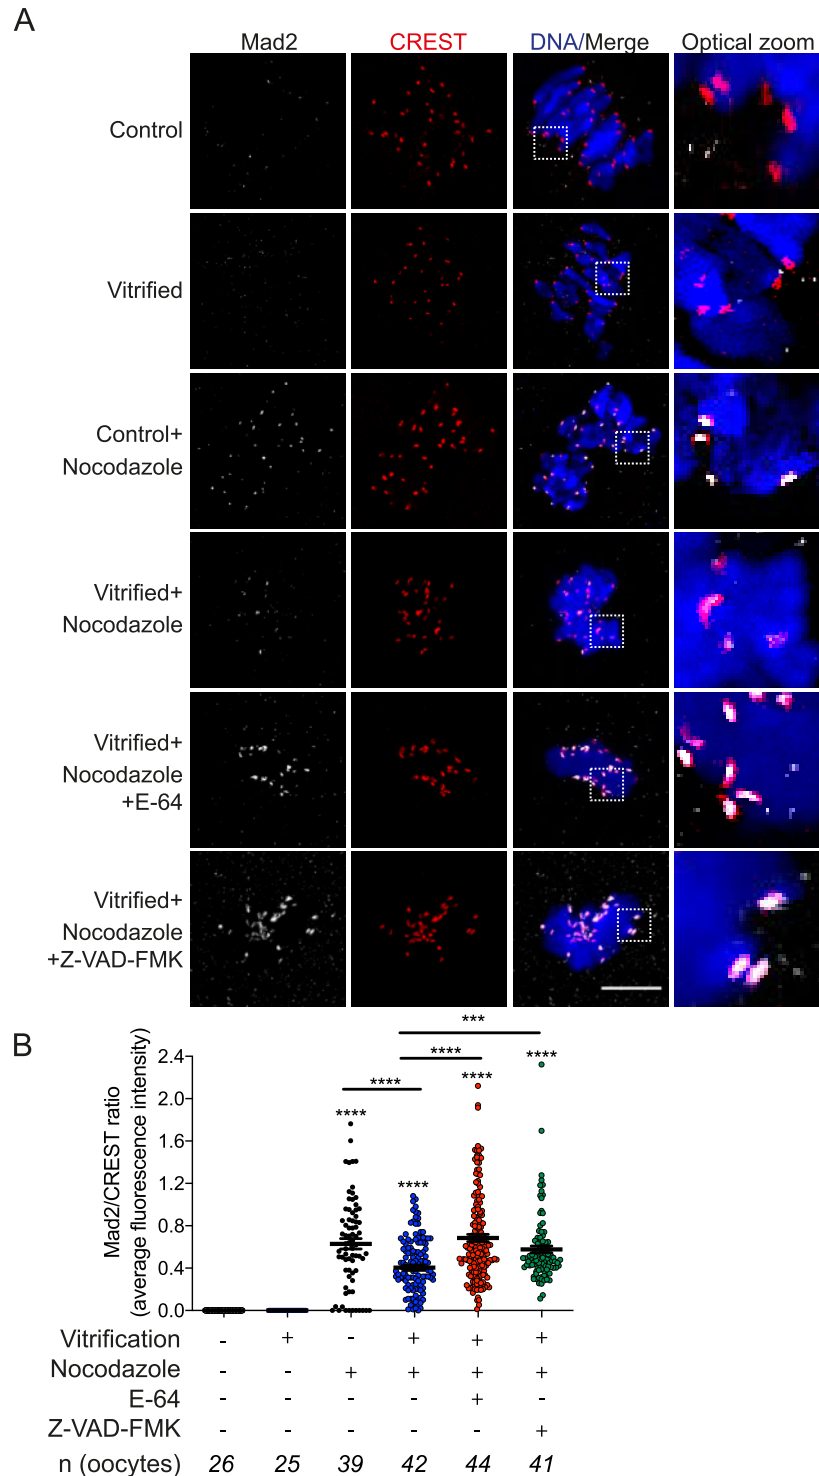 A
Mad2 CREST DNA/Merge Optical zoom
Control
Vitrified
Control+
Nocodazole
Vitrified+
Nocodazole
Vitrified+
Nocodazole
+E-64
Vitrified+
Nocodazole
+Z-VAD-FMK
B
Mad2/CREST ratio
(average fluorescence intensity)
2.4
2.0
1.6
1.2
0.8
0.4
0.0
***
****
****
****
****
****
****
Vitrification - + - + + +
Nocodazole - - + + + +
E-64 - - - - + -
Z-VAD-FMK - - - - - +
n (oocytes) 26 25 39 42 44 41